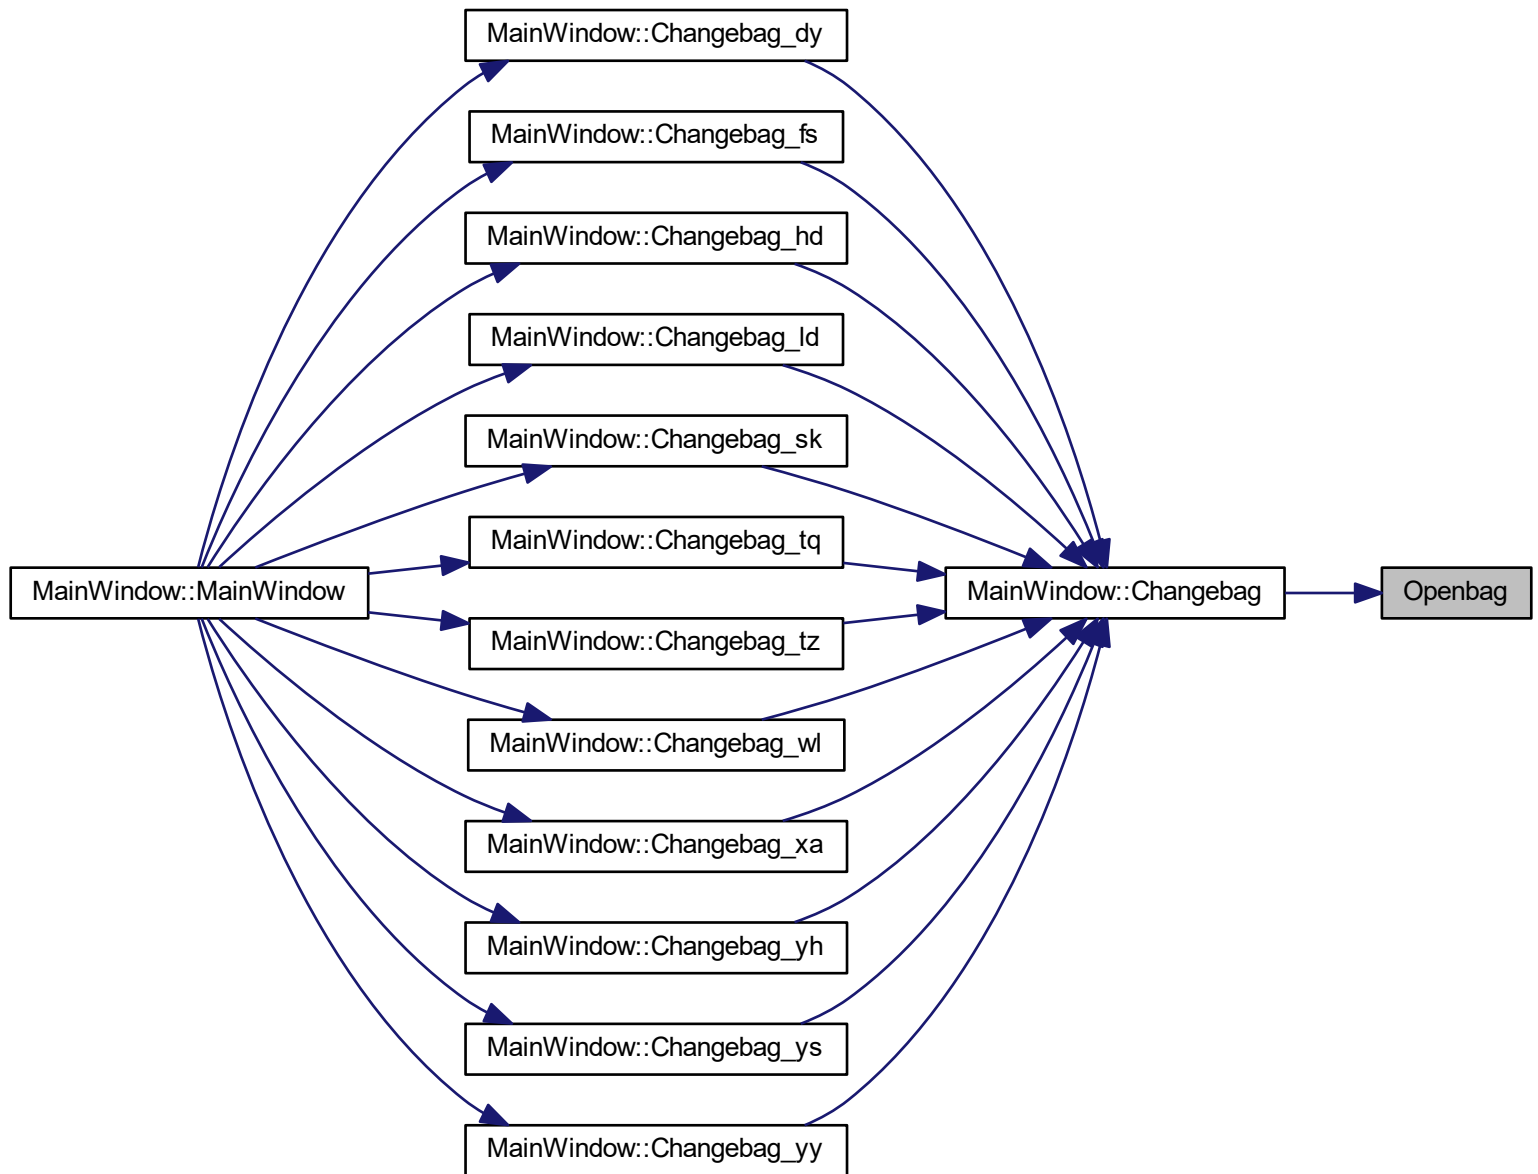 MainWindow::Changebag_dy
MainWindow::Changebag_fs
MainWindow::Changebag_hd
MainWindow::Changebag_ld
MainWindow::Changebag_sk
MainWindow::Changebag_tq
MainWindow::MainWindow
MainWindow::Changebag
Openbag
MainWindow::Changebag_tz
MainWindow::Changebag_wl
MainWindow::Changebag_xa
MainWindow::Changebag_yh
MainWindow::Changebag_ys
MainWindow::Changebag_yy